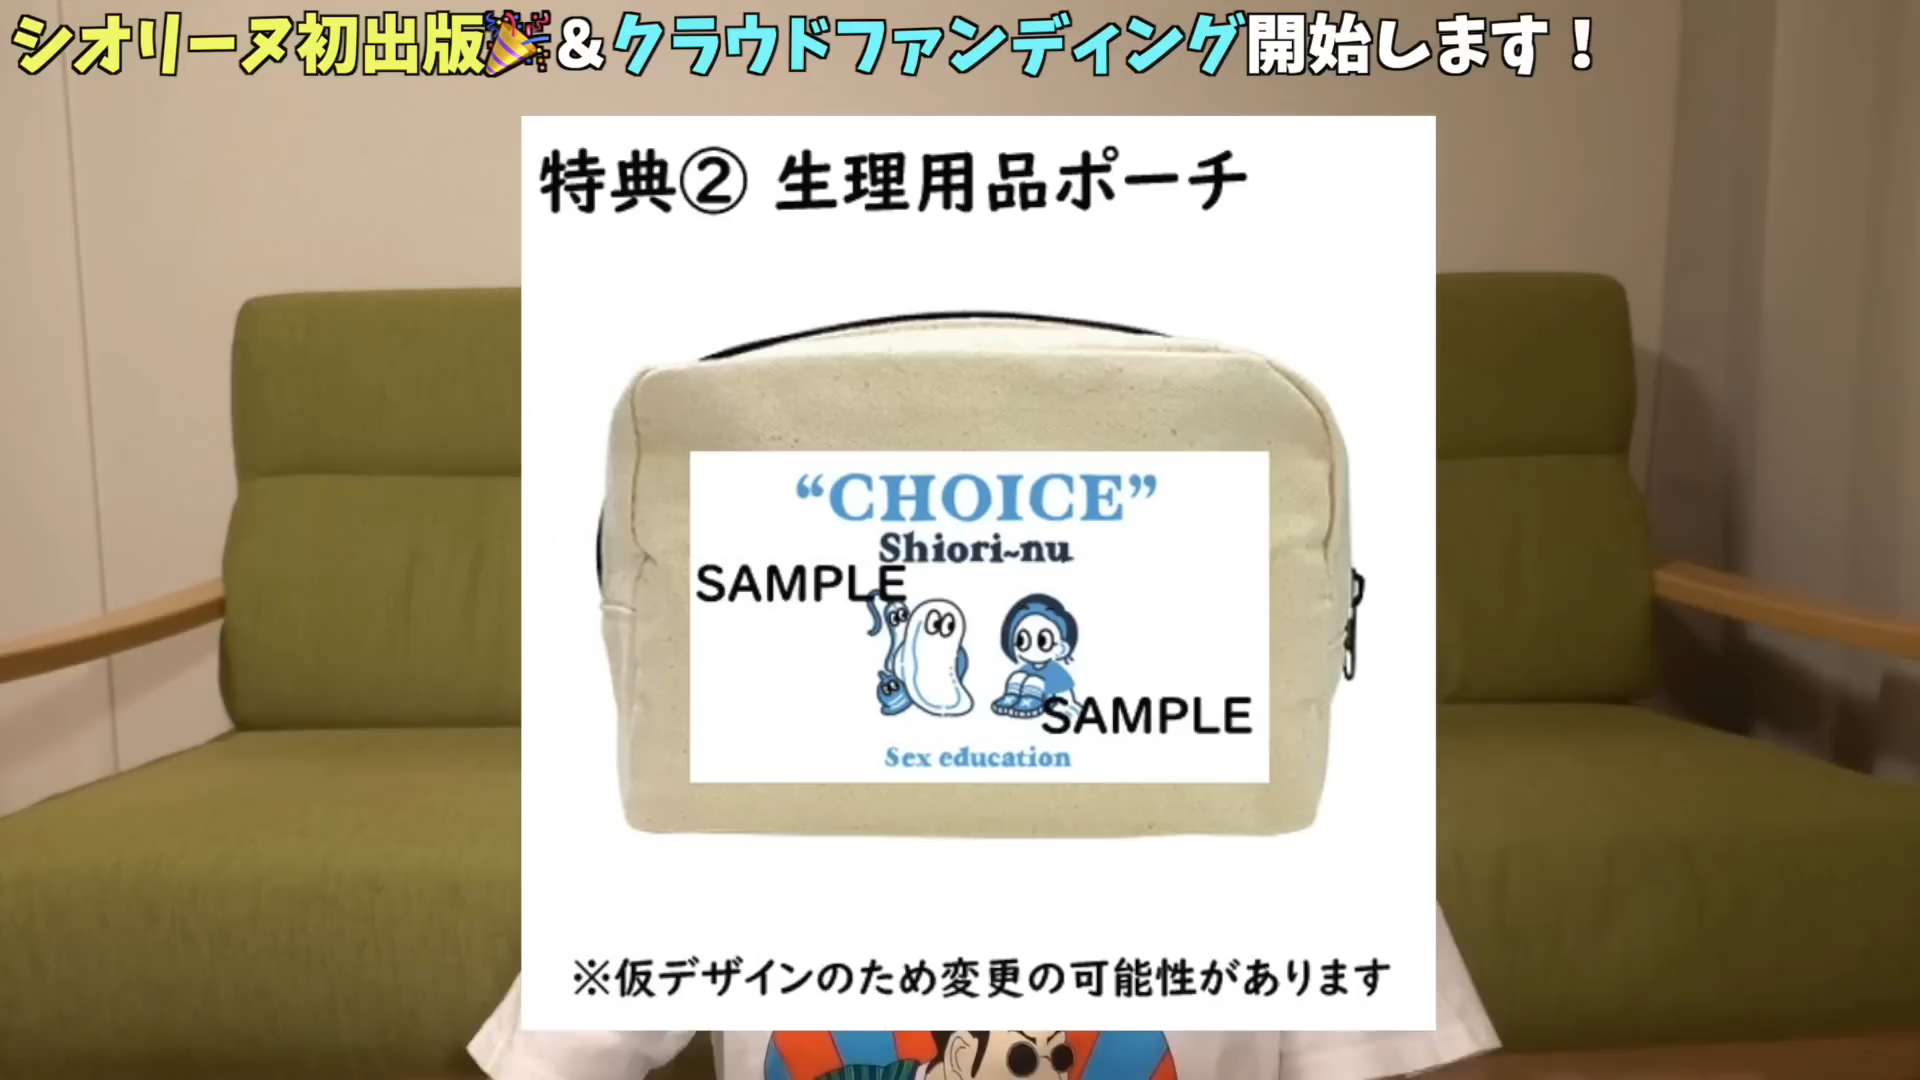 シオリーヌ初出版🎉&クラウドファンディング開始します!
特典② 生理用品ポーチ
“CHOICE”
Shiori~nu
SAMPLE
SAMPLE
Sex education
※仮デザインのため変更の可能性があります